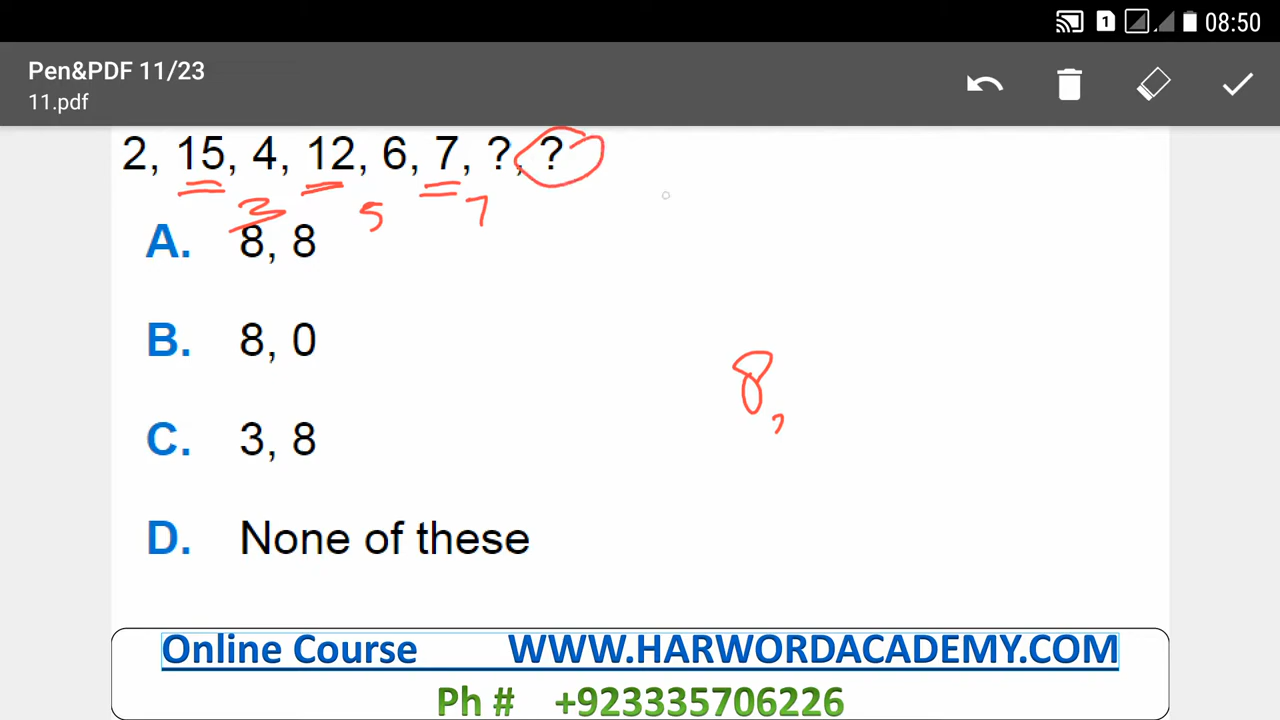 08:50
1
Pen&PDF 11/23
11.pdf
2, 15, 4, 12, 6, 7, ?, ?
3 5 7
A. 8, 8
B. 8, 0
8,
C. 3, 8
D. None of these
Online Course WWW.HARWORDACADEMY.COM
Ph # +923335706226